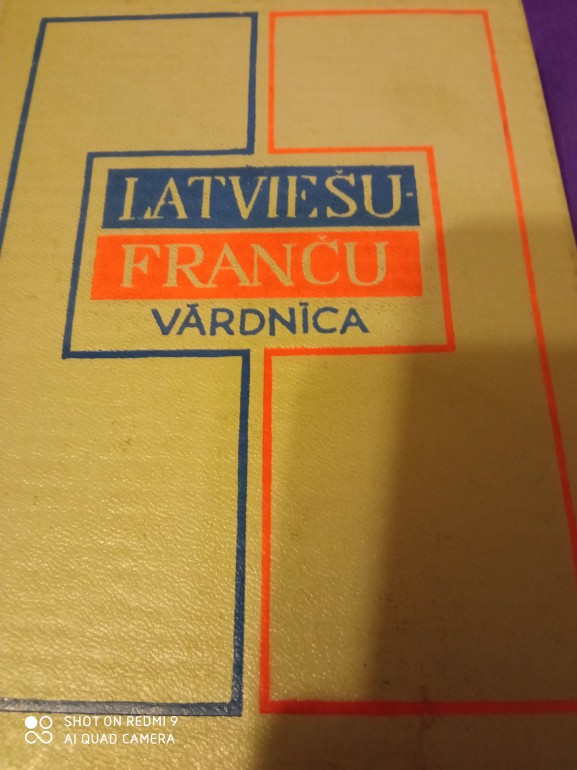 LATVIEŠU-
FRANČU
VĀRDNĪCA
SHOT ON REDMI 9
AI QUAD CAMERA